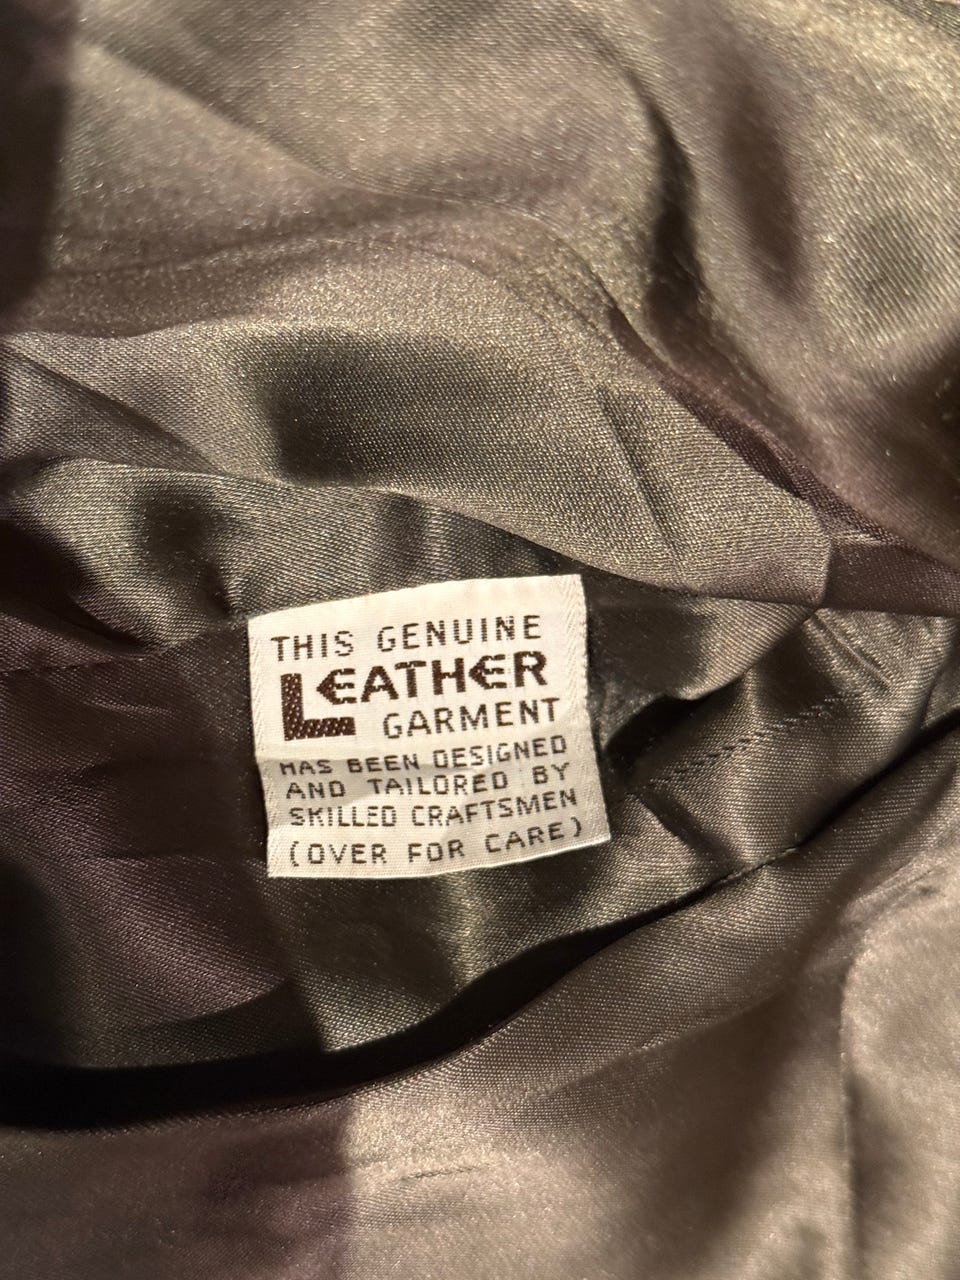 THIS GENUINE
LEATHER
GARMENT
HAS BEEN DESIGNED
AND TAILORED BY
SKILLED CRAFTSMEN
(OVER FOR CARE)